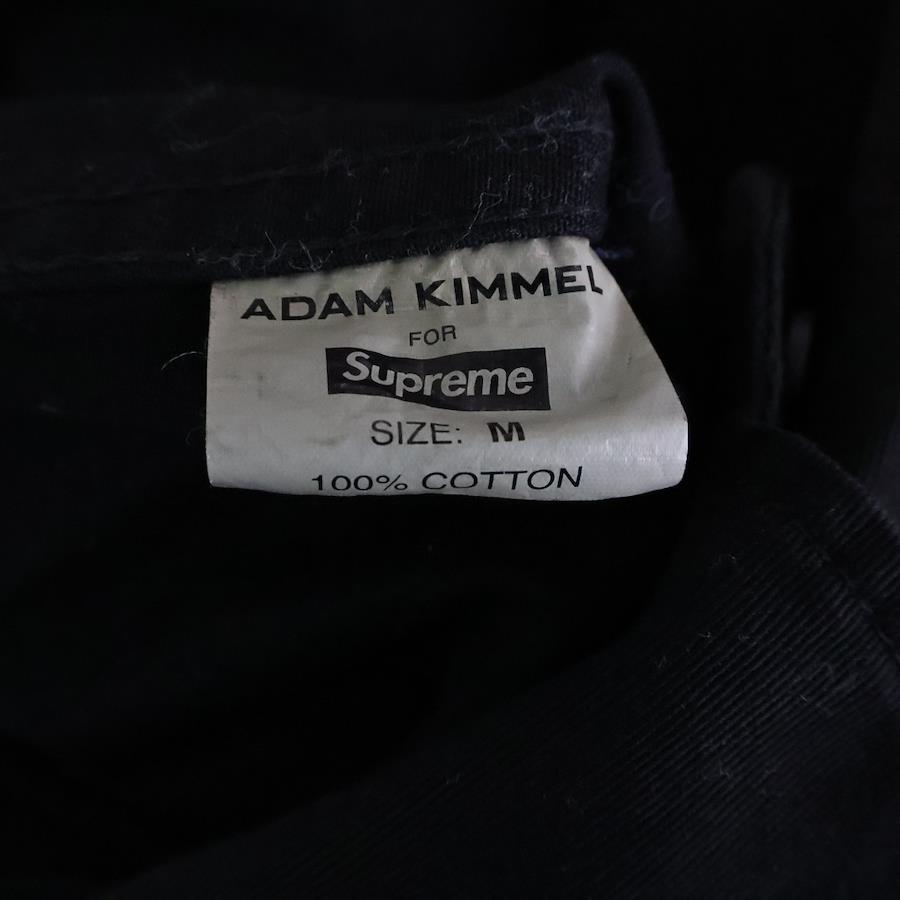 ADAM KIMMEL
FOR
Supreme
SIZE: M
100% COTTON